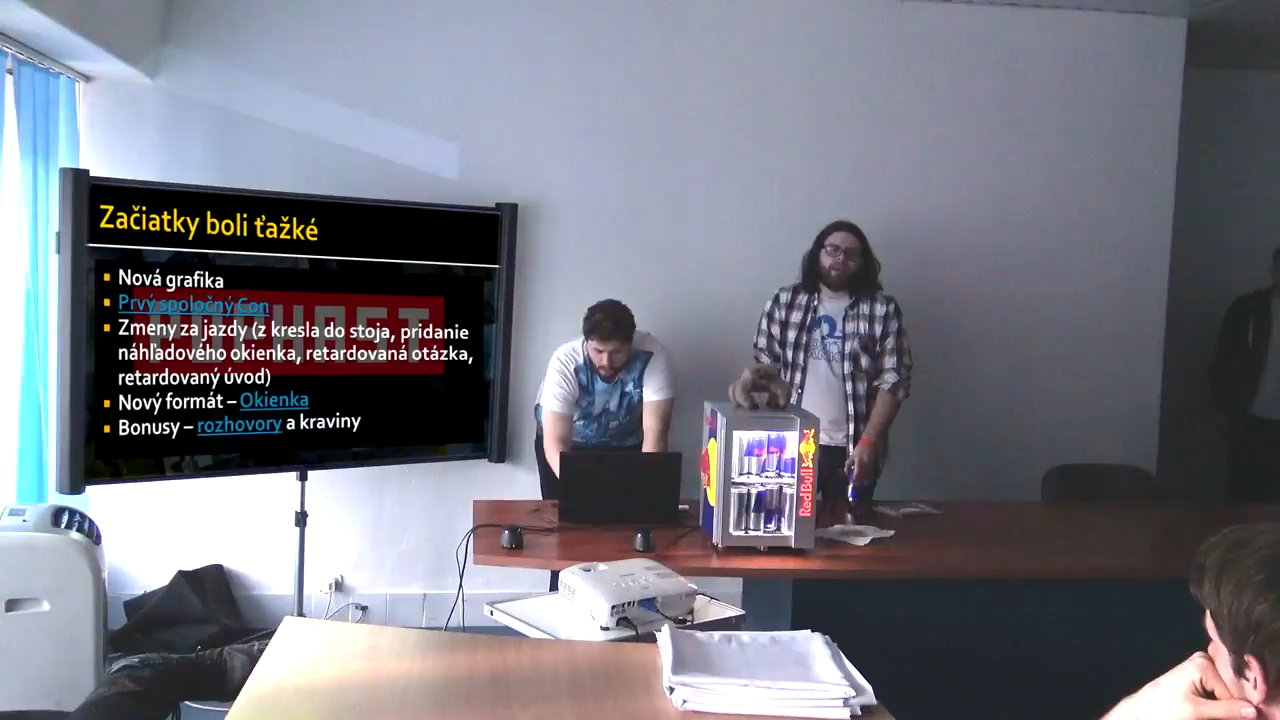 Začiatky boli ťažké
Nová grafika
Prvý spoločný Con
Zmeny za jazdy (z kresla do stoja, pridanie
náhľadového okienka, retardovaná otázka,
retardovaný úvod)
Nový formát – Okienka
Bonusy – rozhovory a kraviny
Red Bull